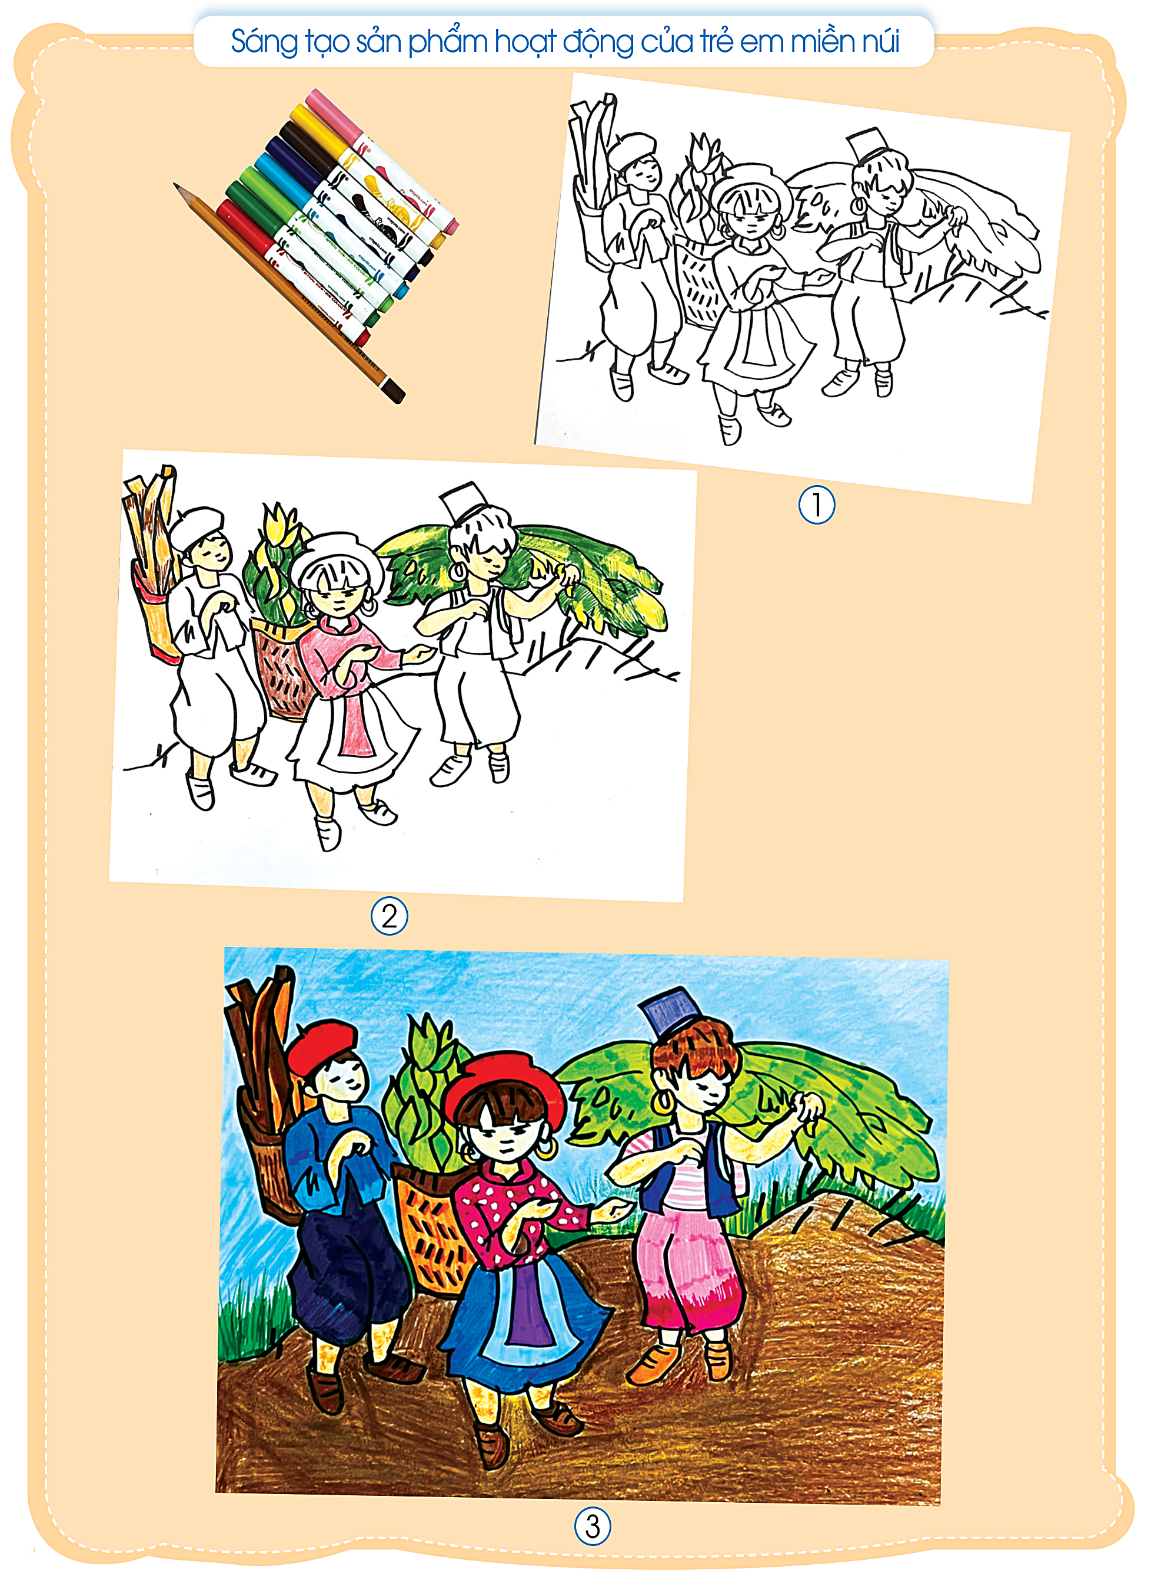 Sáng tạo sản phẩm hoạt động của trẻ em miền núi
1
2
3